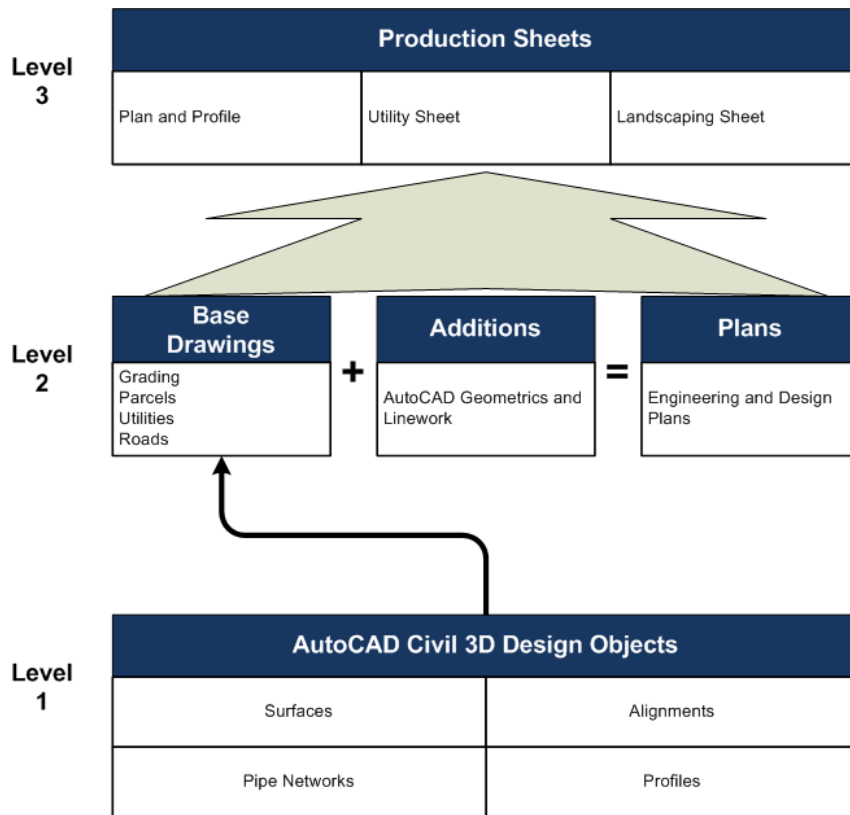 Production Sheets
Level
3
Plan and Profile
Utility Sheet
Landscaping Sheet
Level
2
Base
Drawings
Grading
Parcels
Utilities
Roads
+
Additions
AutoCAD Geometrics and
Linework
=
Plans
Engineering and Design
Plans
AutoCAD Civil 3D Design Objects
Level
1
Surfaces
Alignments
Pipe Networks
Profiles